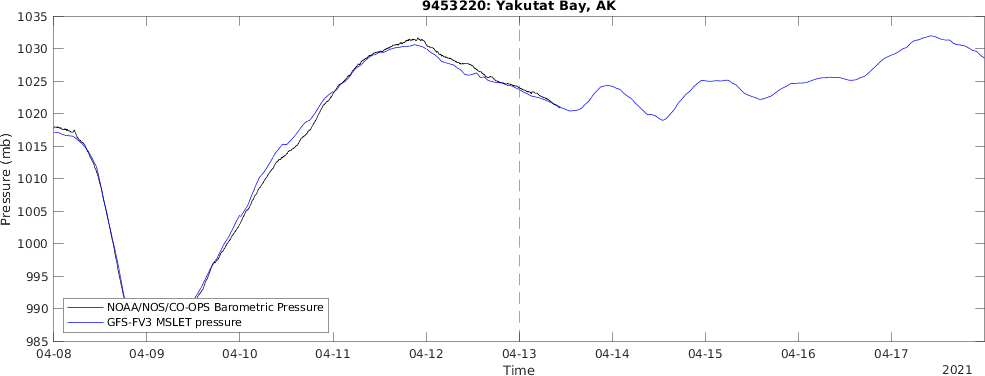 9453220: Yakutat Bay, AK
1035
1030
1025
1020
1015
1010
1005
1000
995
990
985
Pressure (mb)
NOAA/NOS/CO-OPS Barometric Pressure
GFS-FV3 MSLET pressure
04-08 04-09 04-10 04-11 04-12 04-13 04-14 04-15 04-16 04-17
Time
2021